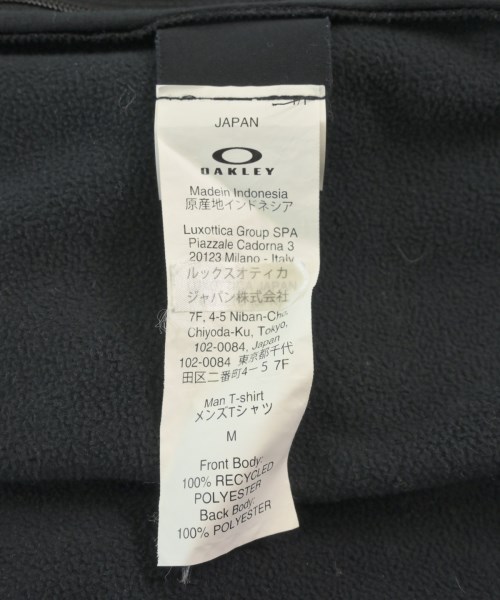 JAPAN
OAKLEY
Madein Indonesia
原産地インドネシア
Luxottica Group SPA
Piazzale Cadorna 3
20123 Milano - Italy
ルックスオティカ
ジャパン株式会社
7F, 4-5 Niban-Cho,
Chiyoda-Ku, Tokyo,
102-0084, Japan
102-0084 東京都千代
田区二番町4ー5 7F
Man T-shirt
メンズTシャツ
M
Front Body:
100% RECYCLED
POLYESTER
Back Body:
100% POLYESTER